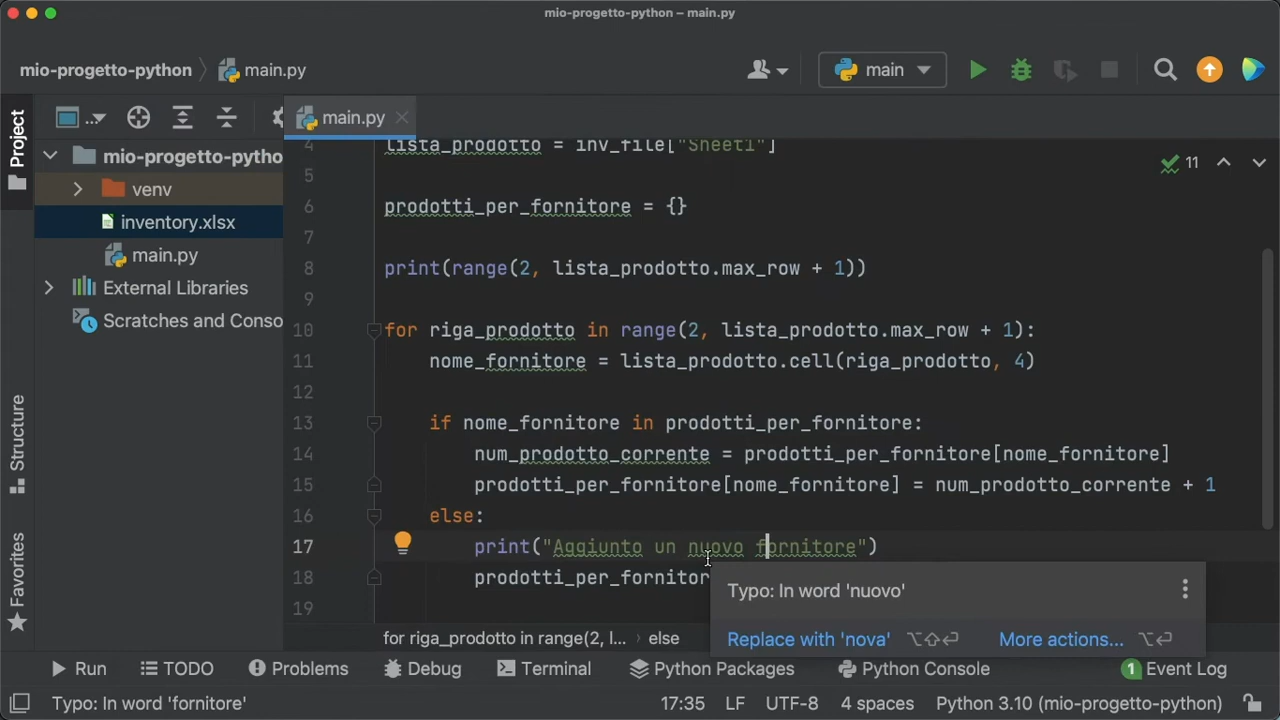 mio-progetto-python – main.py
mio-progetto-python
main.py
main
Project
main.py
mio-progetto-pytho
venv
inventory.xlsx
main.py
External Libraries
Scratches and Conso
Structure
Favorites
4 lista_prodotto = inv_file["Sheet1"]
5
6 prodotti_per_fornitore = {}
7
8 print(range(2, lista_prodotto.max_row + 1))
9
10 for riga_prodotto in range(2, lista_prodotto.max_row + 1):
11 nome_fornitore = lista_prodotto.cell(riga_prodotto, 4)
12
13 if nome_fornitore in prodotti_per_fornitore:
14 num_prodotto_corrente = prodotti_per_fornitore[nome_fornitore]
15 prodotti_per_fornitore[nome_fornitore] = num_prodotto_corrente + 1
16 else:
17 print("Aggiunto un nuovo fornitore")
18 prodotti_per_fornitor
19
11
Typo: In word 'nuovo'
Replace with 'nova' ⌥⇧⏎ More actions... ⌥⏎
for riga_prodotto in range(2, l... › else
Run TODO Problems Debug Terminal Python Packages Python Console 1 Event Log
Typo: In word 'fornitore' 17:35 LF UTF-8 4 spaces Python 3.10 (mio-progetto-python)